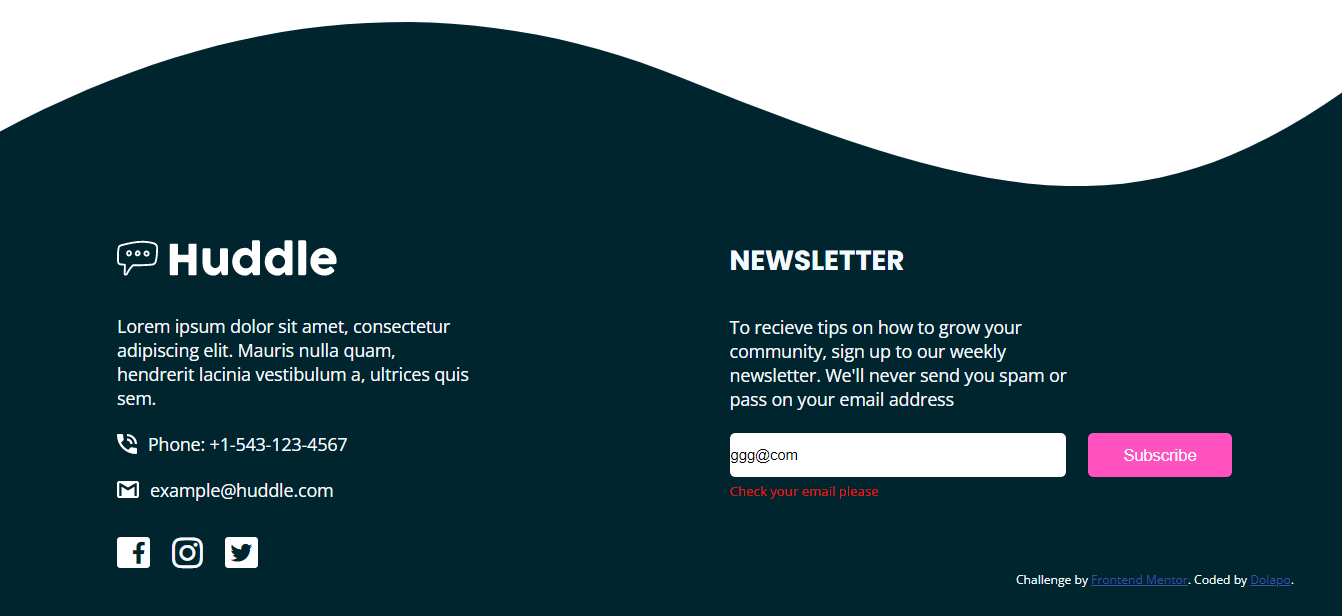 Huddle
Lorem ipsum dolor sit amet, consectetur
adipiscing elit. Mauris nulla quam,
hendrerit lacinia vestibulum a, ultrices quis
sem.
Phone: +1-543-123-4567
example@huddle.com
NEWSLETTER
To recieve tips on how to grow your
community, sign up to our weekly
newsletter. We'll never send you spam or
pass on your email address
ggg@com
Subscribe
Check your email please
Challenge by Frontend Mentor. Coded by Dolapo.